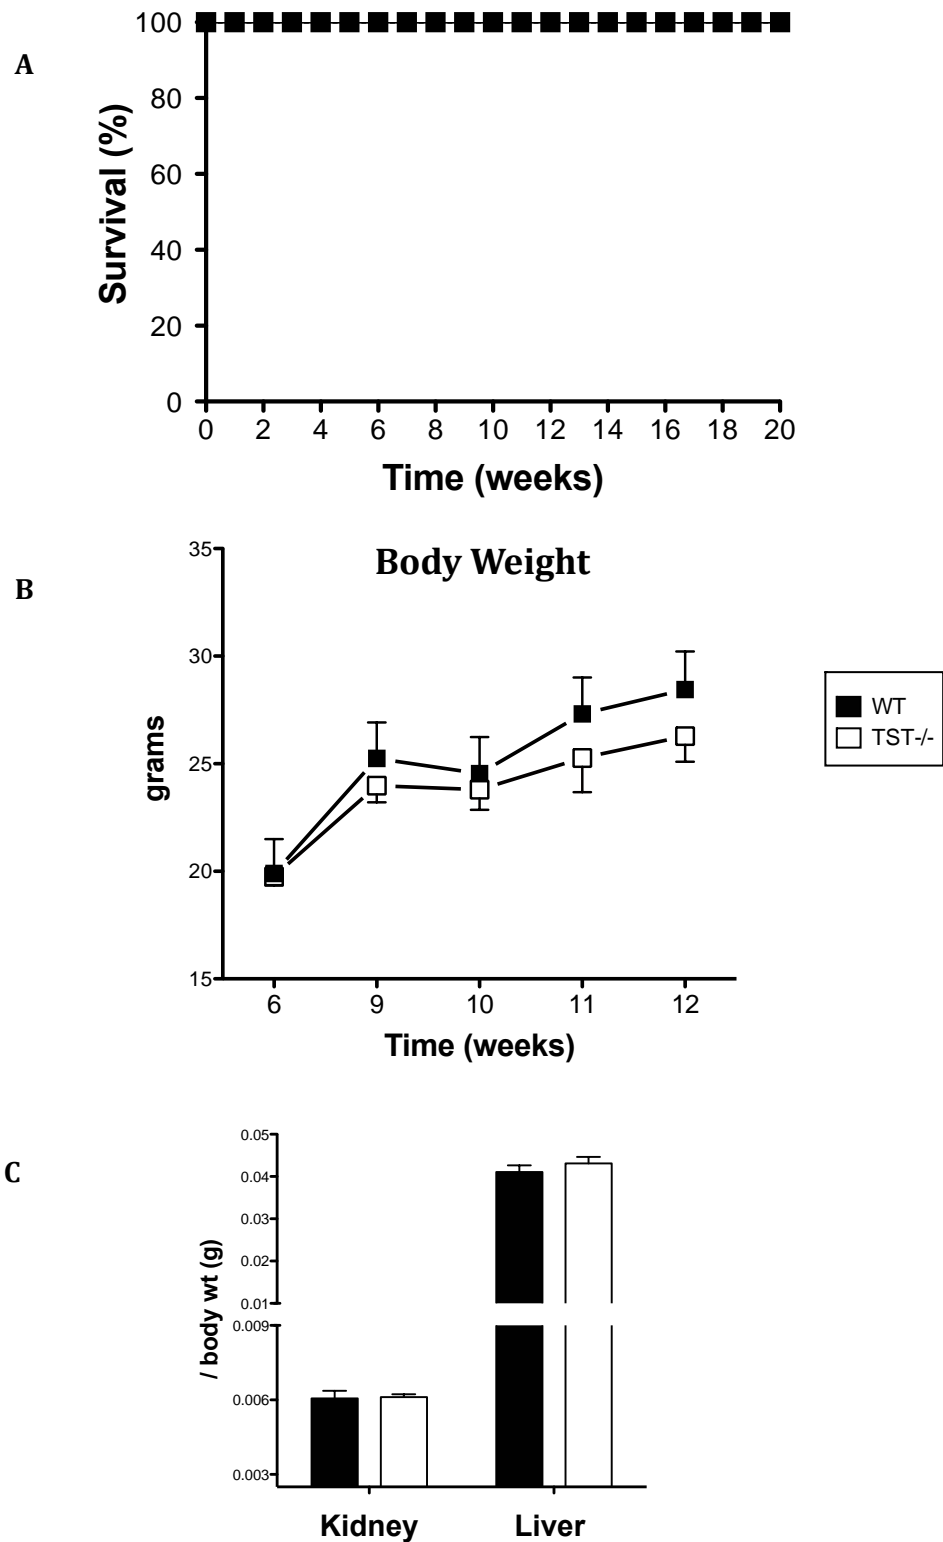 A
100
80
60
40
20
0
Survival (%)
0 2 4 6 8 10 12 14 16 18 20
Time (weeks)
B
Body Weight
35
30
25
20
15
grams
6 9 10 11 12
Time (weeks)
WT
TST-/-
C
0.05
0.04
0.03
0.02
0.01
0.009
0.006
0.003
/ body wt (g)
Kidney Liver